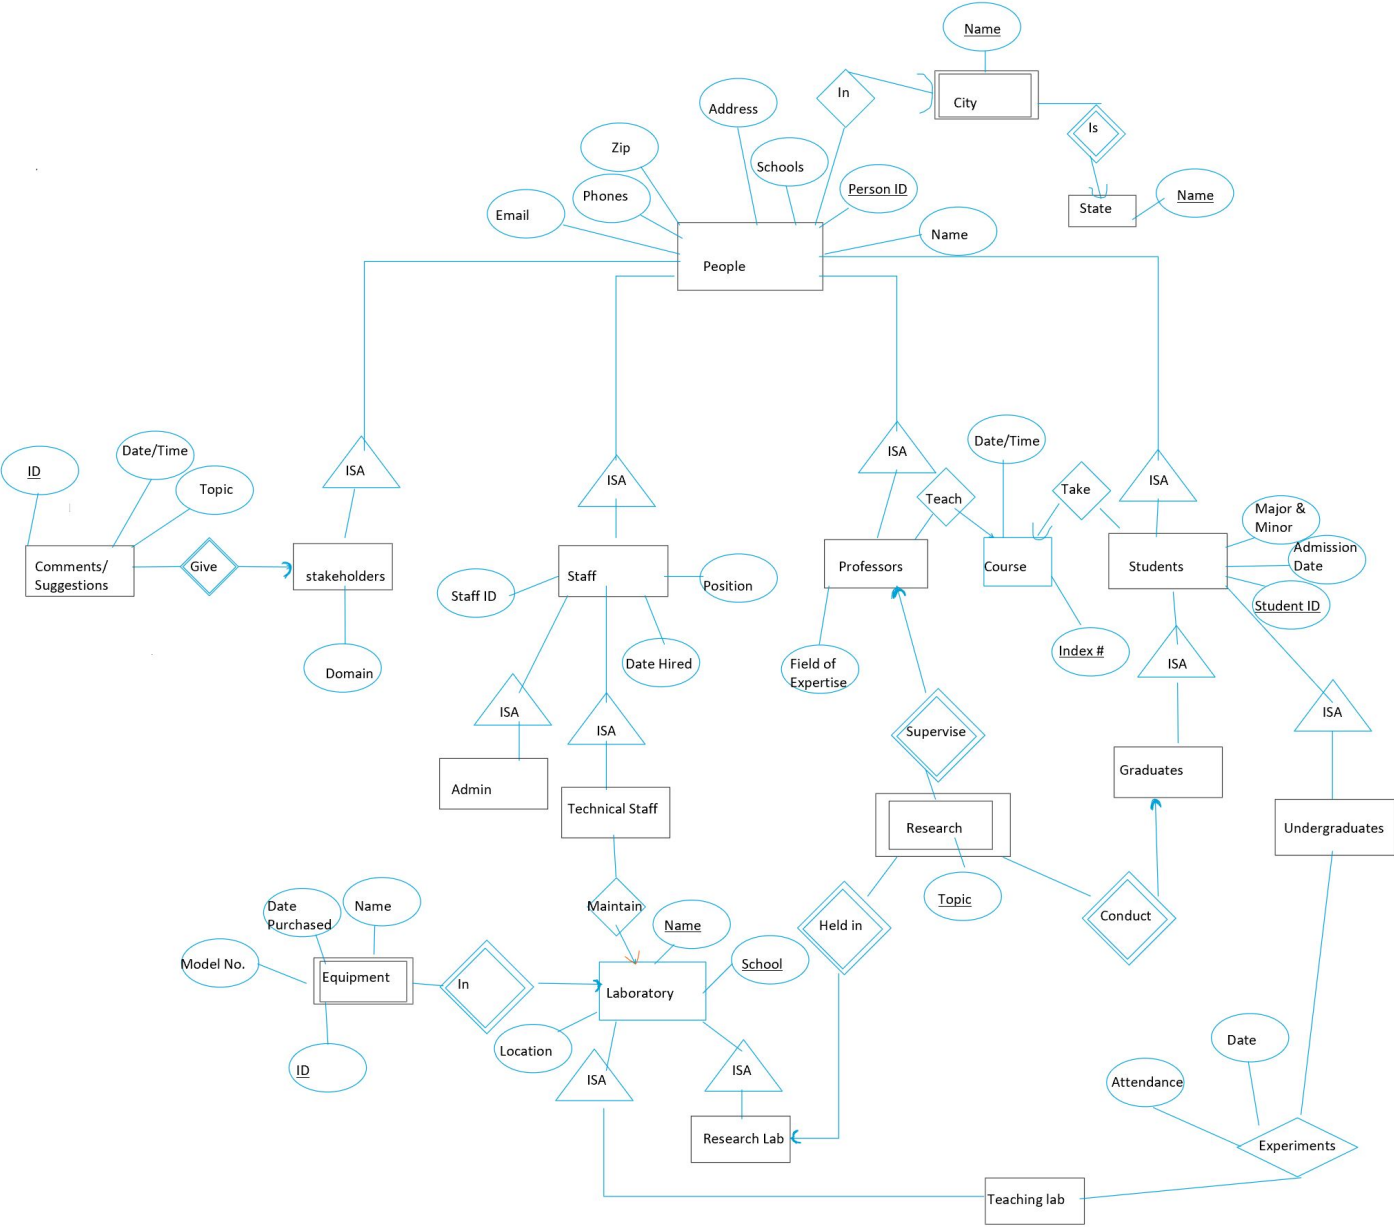 Name
City
In
Address
Is
Zip
Schools
Person ID
Phones
Name
State
Email
Name
People
Date/Time
Date/Time
ISA
ISA
ID
ISA
ISA
ISA
Topic
Take
Teach
Major &
Minor
Admission
Date
Comments/
Suggestions
Give
stakeholders
Staff
Professors
Course
Students
Position
Staff ID
Student ID
Index #
Domain
Date Hired
Field of
Expertise
ISA
ISA
ISA
ISA
Supervise
Graduates
Admin
Technical Staff
Research
Undergraduates
Topic
Date
Purchased
Name
Maintain
Name
Held in
Conduct
Model No.
Equipment
In
School
Laboratory
Location
Date
ID
ISA
ISA
Attendance
Research Lab
Experiments
Teaching lab